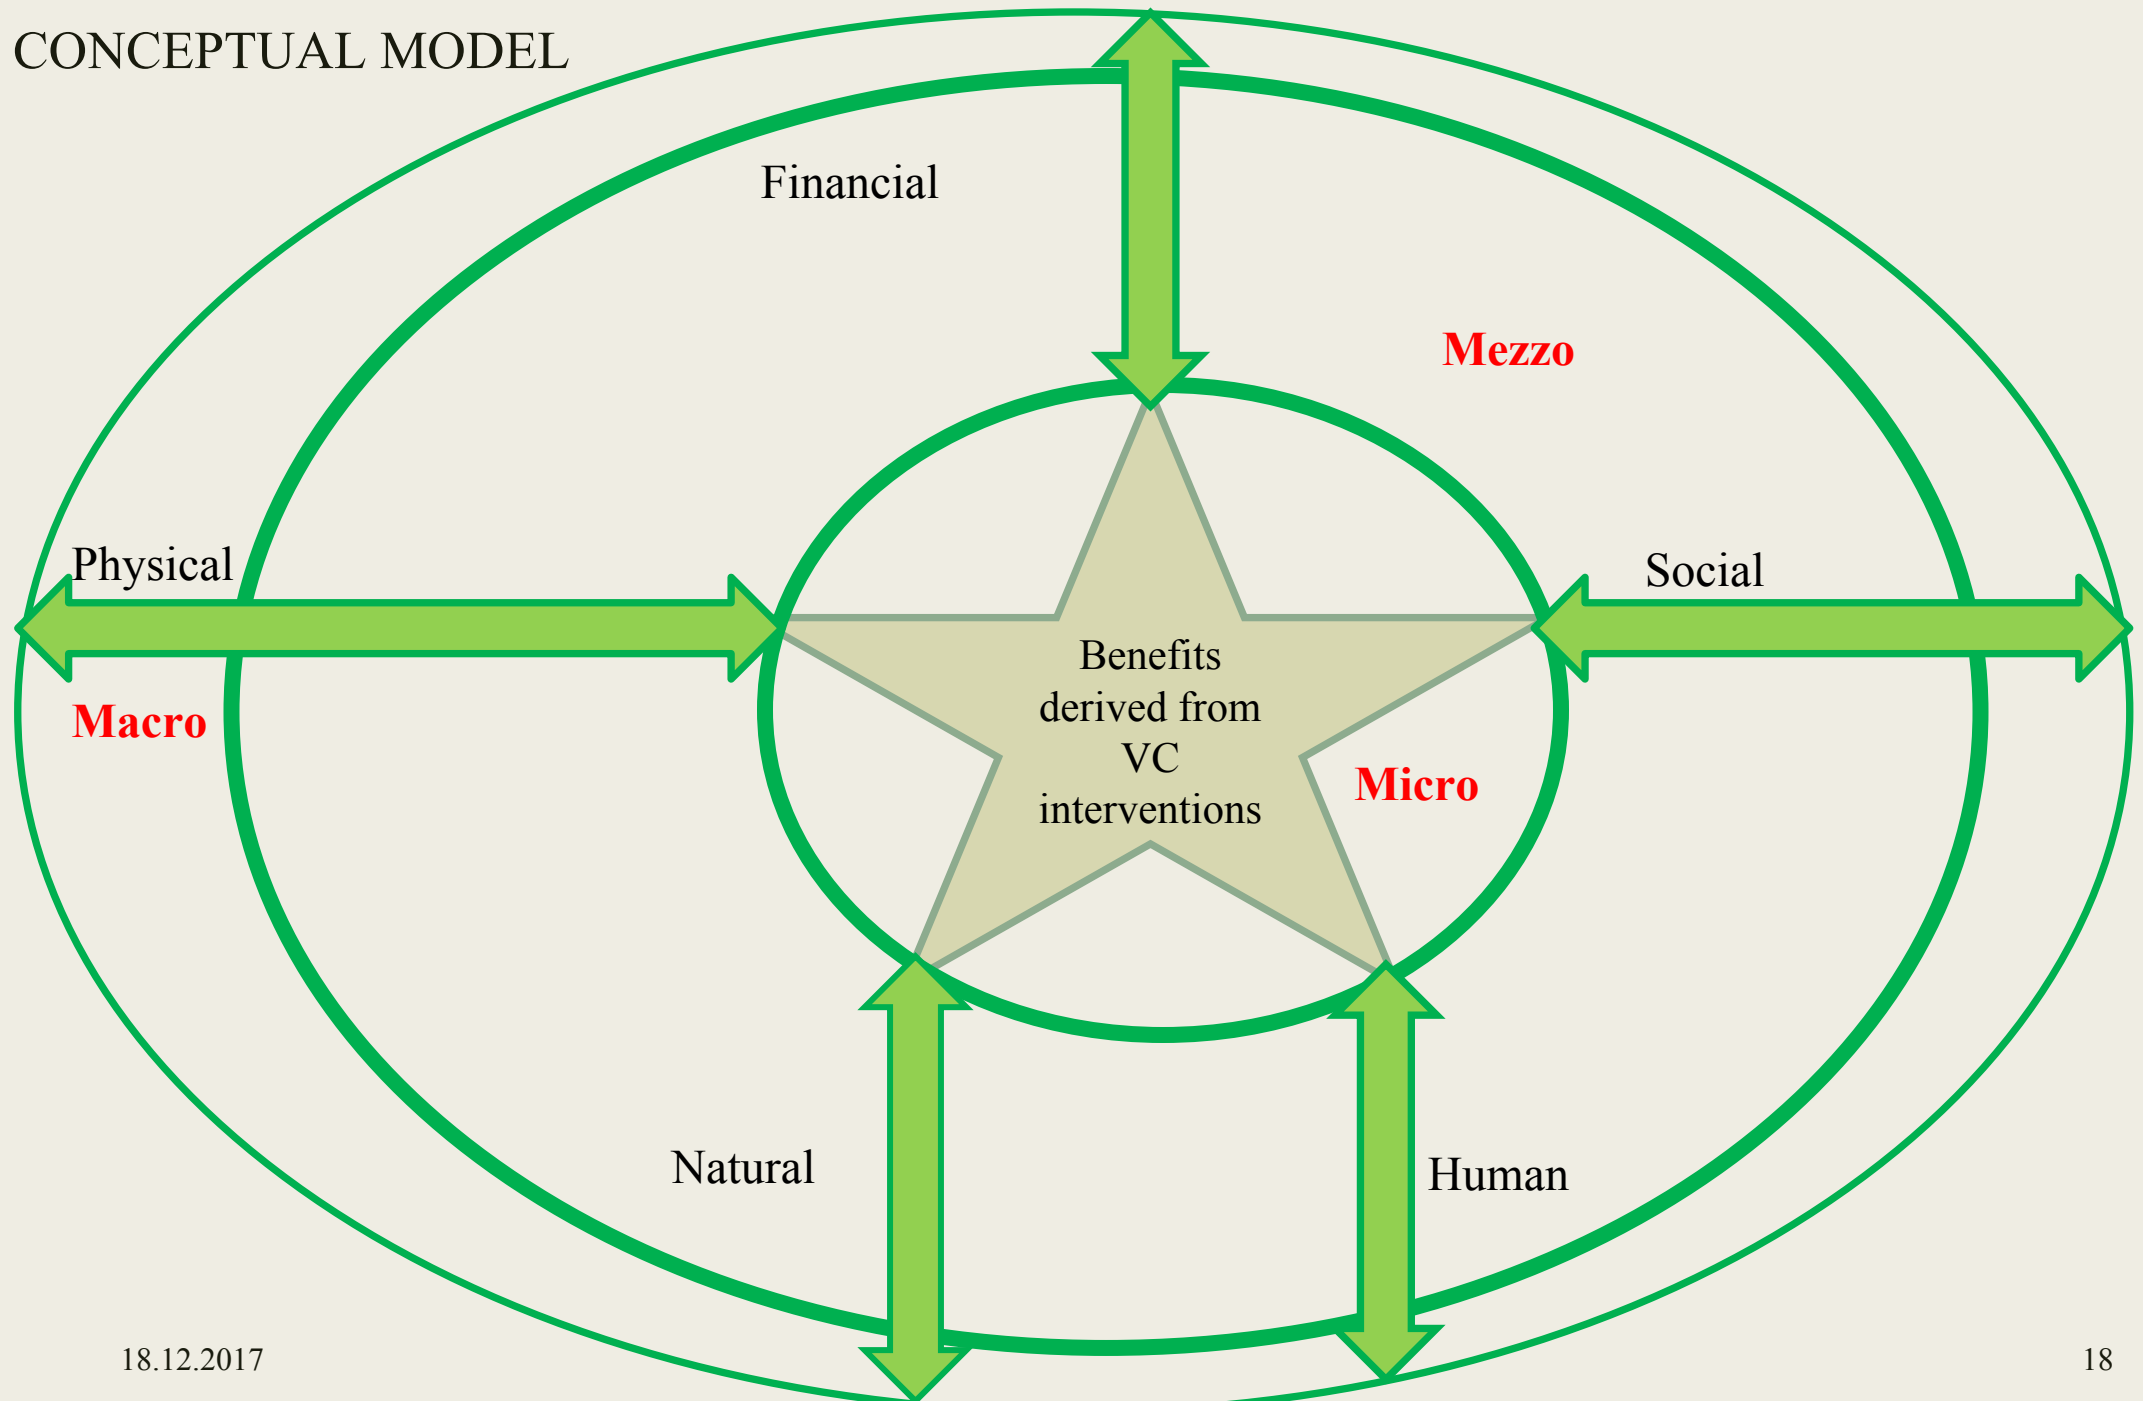 CONCEPTUAL MODEL
Financial
Mezzo
Physical
Social
Macro
Benefits
derived from
VC
interventions
Micro
Natural
Human
18.12.2017
18